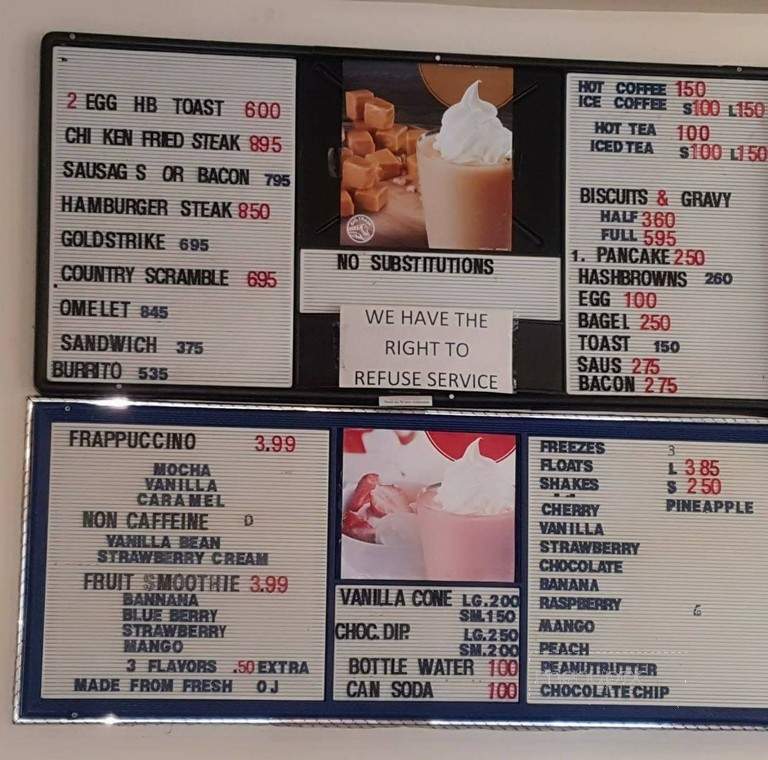 2 EGG HB TOAST 600
CHI KEN FRIED STEAK 895
SAUSAG S OR BACON 795
HAMBURGER STEAK 850
GOLDSTRIKE 695
COUNTRY SCRAMBLE 695
OMELET 845
SANDWICH 375
BURRITO 535
NO SUBSTITUTIONS
WE HAVE THE
RIGHT TO
REFUSE SERVICE
HOT COFFEE 150
ICE COFFEE S100 L150
HOT TEA 100
ICED TEA S100 L150
BISCUITS & GRAVY
HALF 360
FULL 595
1. PANCAKE 250
HASHBROWNS 260
EGG 100
BAGEL 250
TOAST 150
SAUS 275
BACON 275
FRAPPUCCINO 3.99
MOCHA
VANILLA
CARAMEL
NON CAFFEINE D
YANILLA BEAN
STRAWBERRY CREAM
FRUIT SMOOTHIE 3.99
BANNANA
BLUE BERRY
STRAWBERRY
MANGO
3 FLAVORS .50 EXTRA
MADE FROM FRESH OJ
VANILLA CONE LG.200
SM.150
CHOC. DIP. LG.250
SM.200
BOTTLE WATER 100
CAN SODA 100
FREEZES 3
FLOATS L 385
SHAKES S 250
CHERRY PINEAPPLE
VANILLA
STRAWBERRY
CHOCOLATE
BANANA
RASPBERRY
MANGO
PEACH
PEANUTBUTTER
CHOCOLATE CHIP